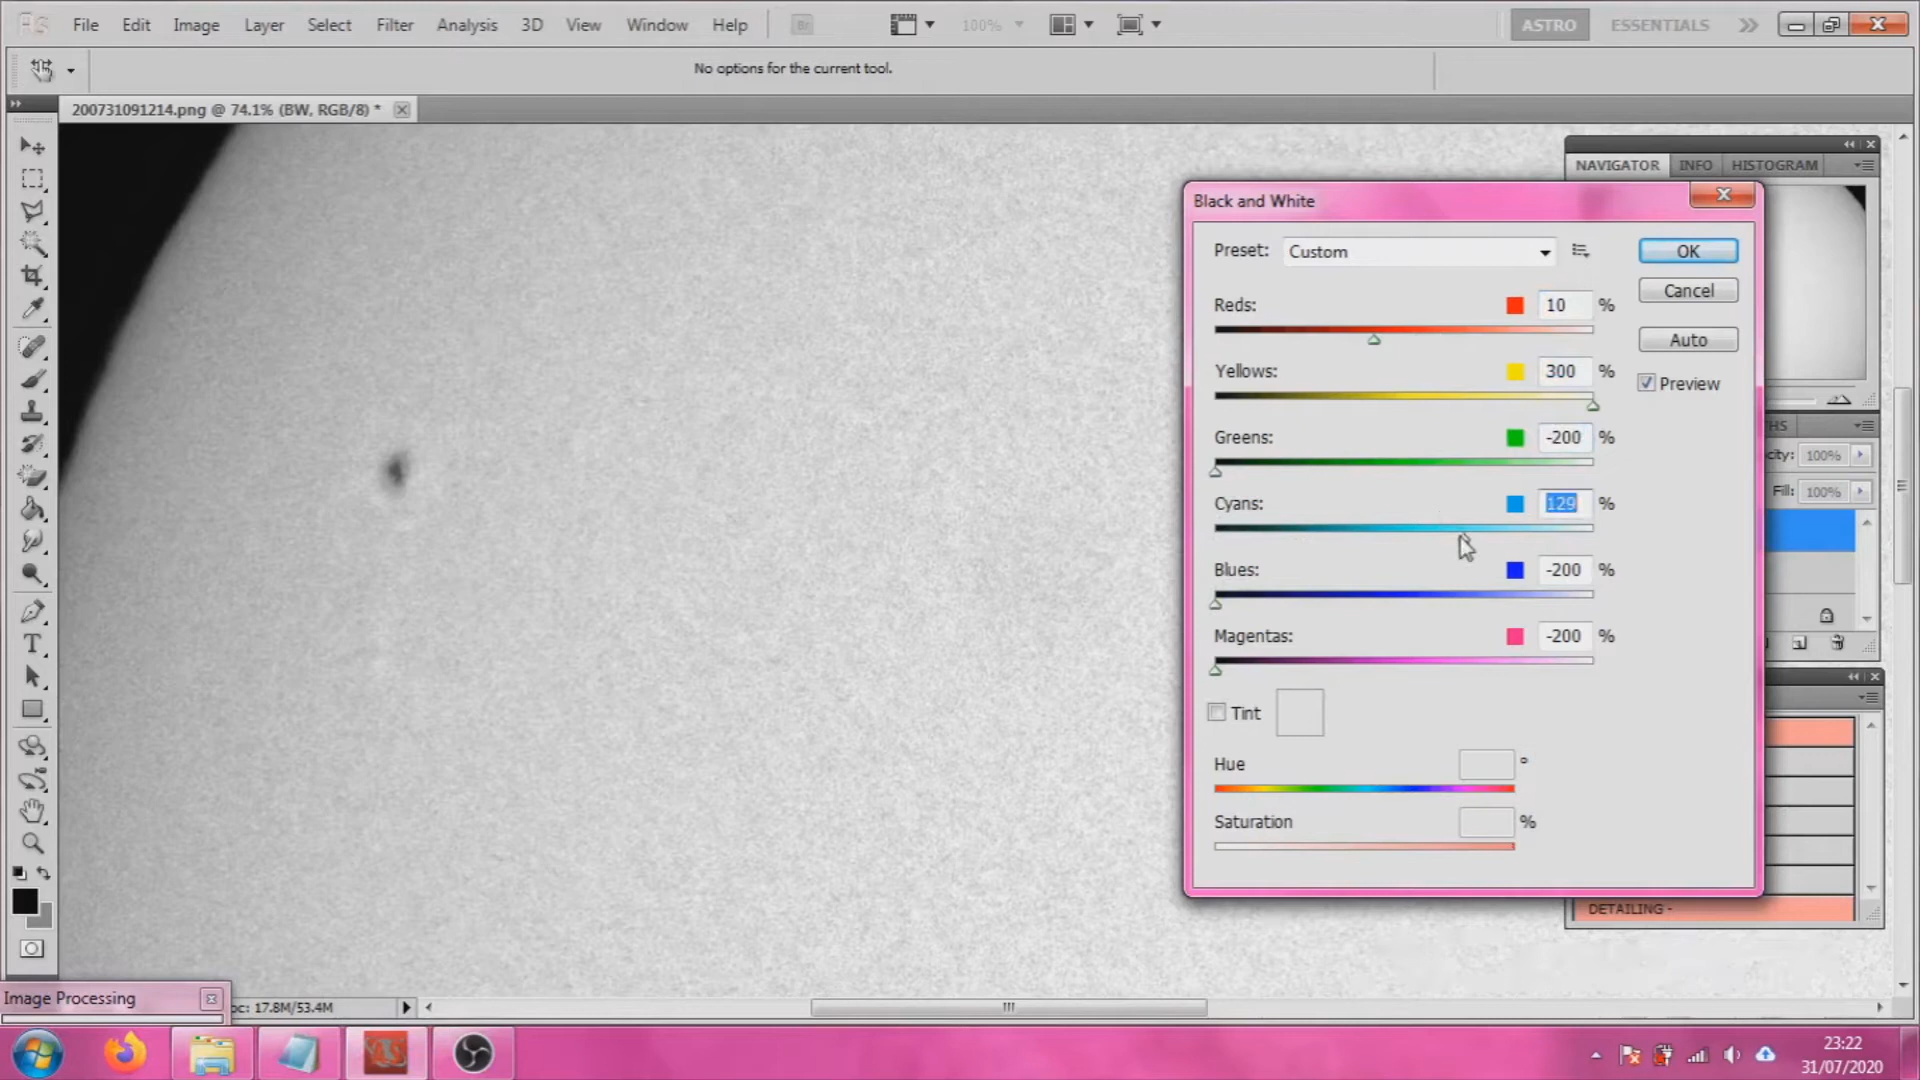 File Edit Image Layer Select Filter Analysis 3D View Window Help Br 100% ASTRO ESSENTIALS
No options for the current tool.
200731091214.png @ 74.1% (BW, RGB/8) *
NAVIGATOR INFO HISTOGRAM
Black and White
Preset: Custom OK
Cancel
Reds: 10 %
Auto
Yellows: 300 %
Preview
Greens: -200 %
100%
Cyans: 129 %
Fill: 100%
Blues: -200 %
Magentas: -200 %
Tint
Hue °
Saturation %
DETAILING -
Image Processing
oc: 17.8M/53.4M
23:22
31/07/2020